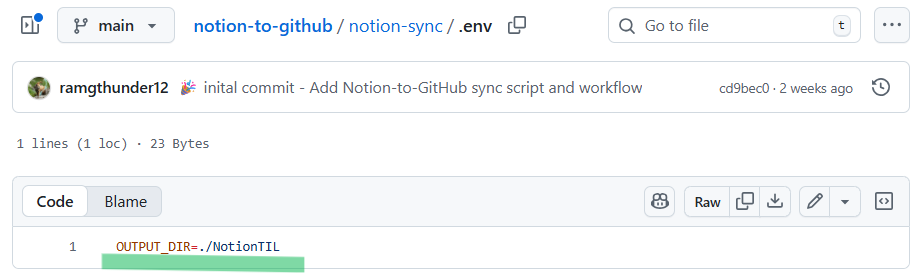 main
notion-to-github / notion-sync / .env
Go to file
t
ramgthunder12 🎉 inital commit - Add Notion-to-GitHub sync script and workflow
cd9bec0 · 2 weeks ago
1 lines (1 loc) · 23 Bytes
Code Blame
Raw
1 OUTPUT_DIR=./NotionTIL